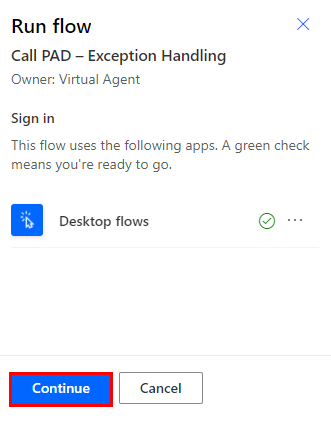 Run flow
Call PAD – Exception Handling
Owner: Virtual Agent
Sign in
This flow uses the following apps. A green check
means you're ready to go.
Desktop flows
Continue
Cancel